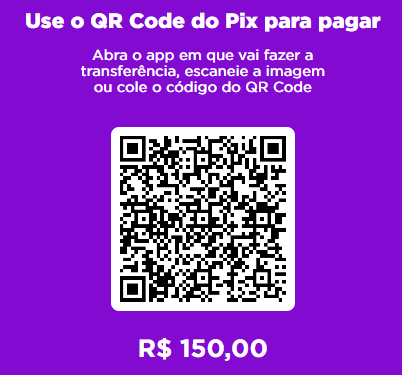 Use o QR Code do Pix para pagar
Abra o app em que vai fazer a
transferência, escaneie a imagem
ou cole o código do QR Code
R$ 150,00